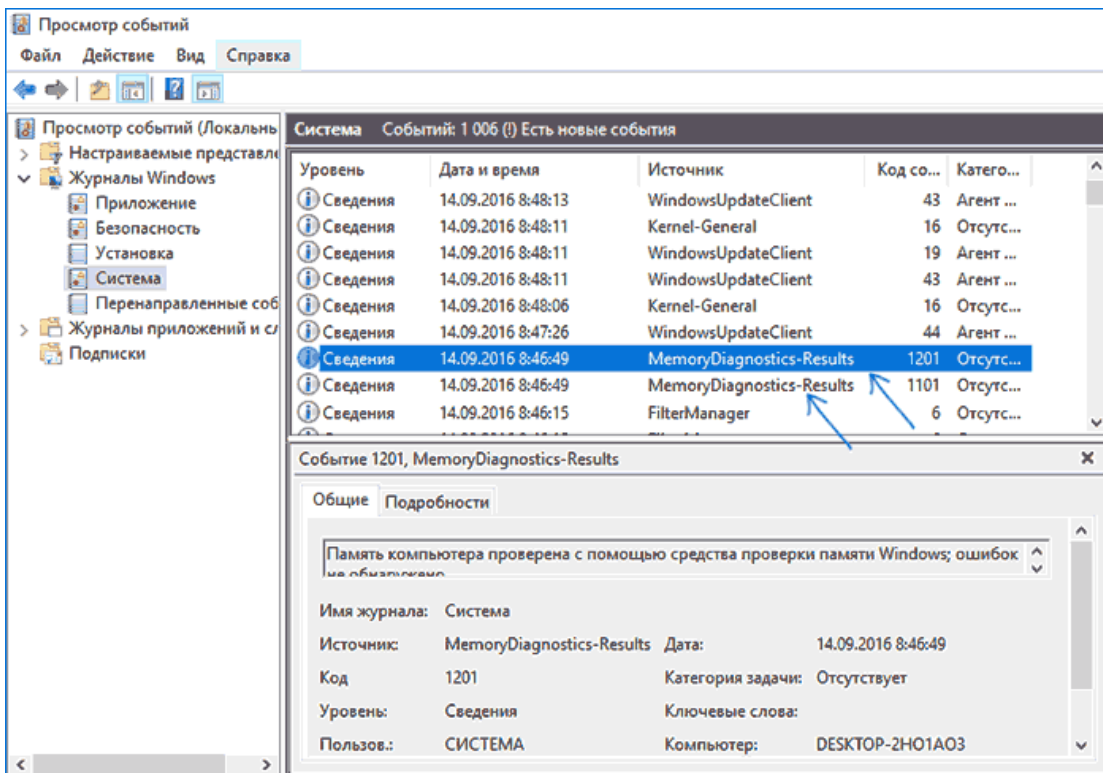 Просмотр событий
Файл Действие Вид Справка
Просмотр событий (Локальнь
Настраиваемые представле
Журналы Windows
Приложение
Безопасность
Установка
Система
Перенаправленные соб
Журналы приложений и сл
Подписки
Система Событий: 1 006 (!) Есть новые события
Уровень Дата и время Источник Код со... Катего...
Сведения 14.09.2016 8:48:13 WindowsUpdateClient 43 Агент ...
Сведения 14.09.2016 8:48:11 Kernel-General 16 Отсутс...
Сведения 14.09.2016 8:48:11 WindowsUpdateClient 19 Агент ...
Сведения 14.09.2016 8:48:11 WindowsUpdateClient 43 Агент ...
Сведения 14.09.2016 8:48:06 Kernel-General 16 Отсутс...
Сведения 14.09.2016 8:47:26 WindowsUpdateClient 44 Агент ...
Сведения 14.09.2016 8:46:49 MemoryDiagnostics-Results 1201 Отсутс...
Сведения 14.09.2016 8:46:49 MemoryDiagnostics-Results 1101 Отсутс...
Сведения 14.09.2016 8:46:15 FilterManager 6 Отсутс...
Событие 1201, MemoryDiagnostics-Results
Общие Подробности
Память компьютера проверена с помощью средства проверки памяти Windows; ошибок
не обнаружено
Имя журнала: Система
Источник: MemoryDiagnostics-Results Дата: 14.09.2016 8:46:49
Код 1201 Категория задачи: Отсутствует
Уровень: Сведения Ключевые слова:
Пользов.: СИСТЕМА Компьютер: DESKTOP-2HO1AO3